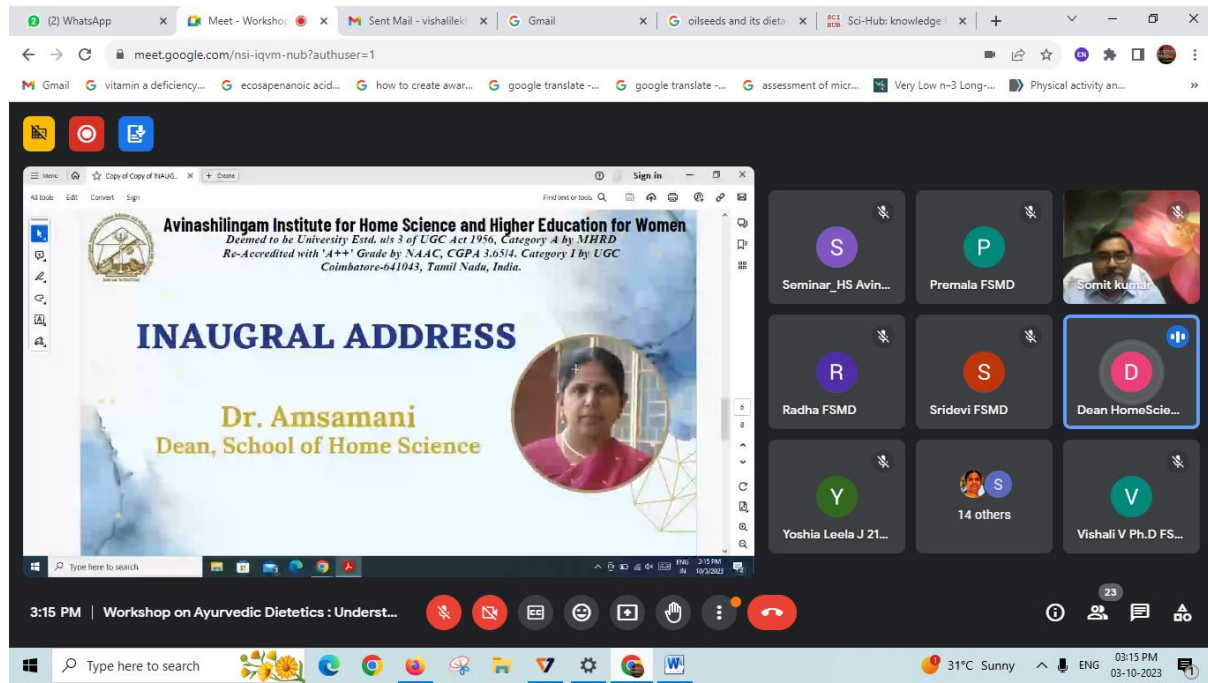 (2) WhatsApp
Meet - Workshop
Sent Mail - vishalilekh
Gmail
oilseeds and its dieta
Sci-Hub: knowledge
meet.google.com/nsi-iqvm-nub?authuser=1
Gmail
vitamin a deficiency...
ecosapenanoic acid...
how to create awar...
google translate -...
google translate -...
assessment of micr...
Very Low n–3 Long-...
Physical activity an...
Menu
Copy of Copy of INAUG...
+ Create
Sign in
All tools Edit Convert Sign
Find text or tools
Avinashilingam Institute for Home Science and Higher Education for Women
Deemed to be University Estd. u/s 3 of UGC Act 1956, Category A by MHRD
Re-Accredited with 'A++' Grade by NAAC, CGPA 3.65/4. Category I by UGC
Coimbatore-641043, Tamil Nadu, India.
INAUGRAL ADDRESS
Dr. Amsamani
Dean, School of Home Science
6
8
Type here to search
ENG
IN
3:15 PM
10/3/2023
S
Seminar_HS Avin...
P
Premala FSMD
Somit kumar
R
Radha FSMD
S
Sridevi FSMD
D
Dean HomeScie...
Y
Yoshia Leela J 21...
S
14 others
V
Vishali V Ph.D FS...
3:15 PM | Workshop on Ayurvedic Dietetics : Underst...
23
Type here to search
31°C Sunny
ENG
03:15 PM
03-10-2023